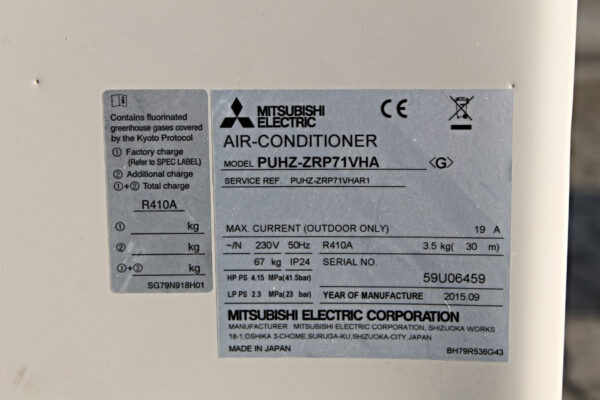 Contains fluorinated
greenhouse gases covered
by the Kyoto Protocol
① Factory charge
(Refer to SPEC LABEL)
② Additional charge
①+② Total charge
R410A
① kg
② kg
①+② kg
SG79N918H01
MITSUBISHI
ELECTRIC
CE
AIR-CONDITIONER
MODEL PUHZ-ZRP71VHA <G>
SERVICE REF. PUHZ-ZRP71VHAR1
MAX. CURRENT (OUTDOOR ONLY) 19 A
~/N 230V 50Hz R410A 3.5 kg( 30 m)
67 kg IP24 SERIAL NO.
59U06459
HP PS 4.15 MPa(41.5bar)
LP PS 2.3 MPa(23 bar) YEAR OF MANUFACTURE 2015.09
MITSUBISHI ELECTRIC CORPORATION
MANUFACTURER : MITSUBISHI ELECTRIC CORPORATION, SHIZUOKA WORKS
18-1,OSHIKA 3-CHOME,SURUGA-KU,SHIZUOKA-CITY,JAPAN
MADE IN JAPAN BH79R536G43